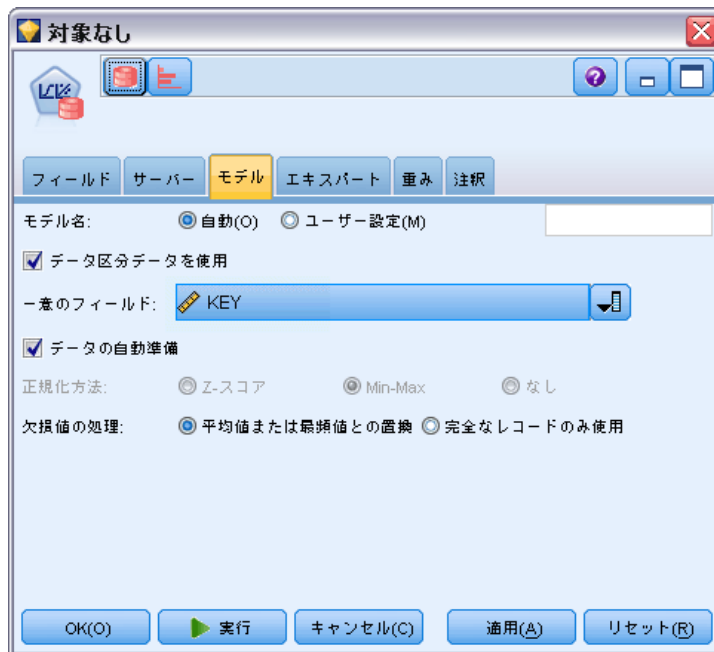 対象なし
フィールド サーバー モデル エキスパート 重み 注釈
モデル名: 自動(O) ユーザー設定(M)
データ区分データを使用
一意のフィールド: KEY
データの自動準備
正規化方法: Z-スコア Min-Max なし
欠損値の処理: 平均値または最頻値との置換 完全なレコードのみ使用
OK(O) 実行 キャンセル(C) 適用(A) リセット(R)